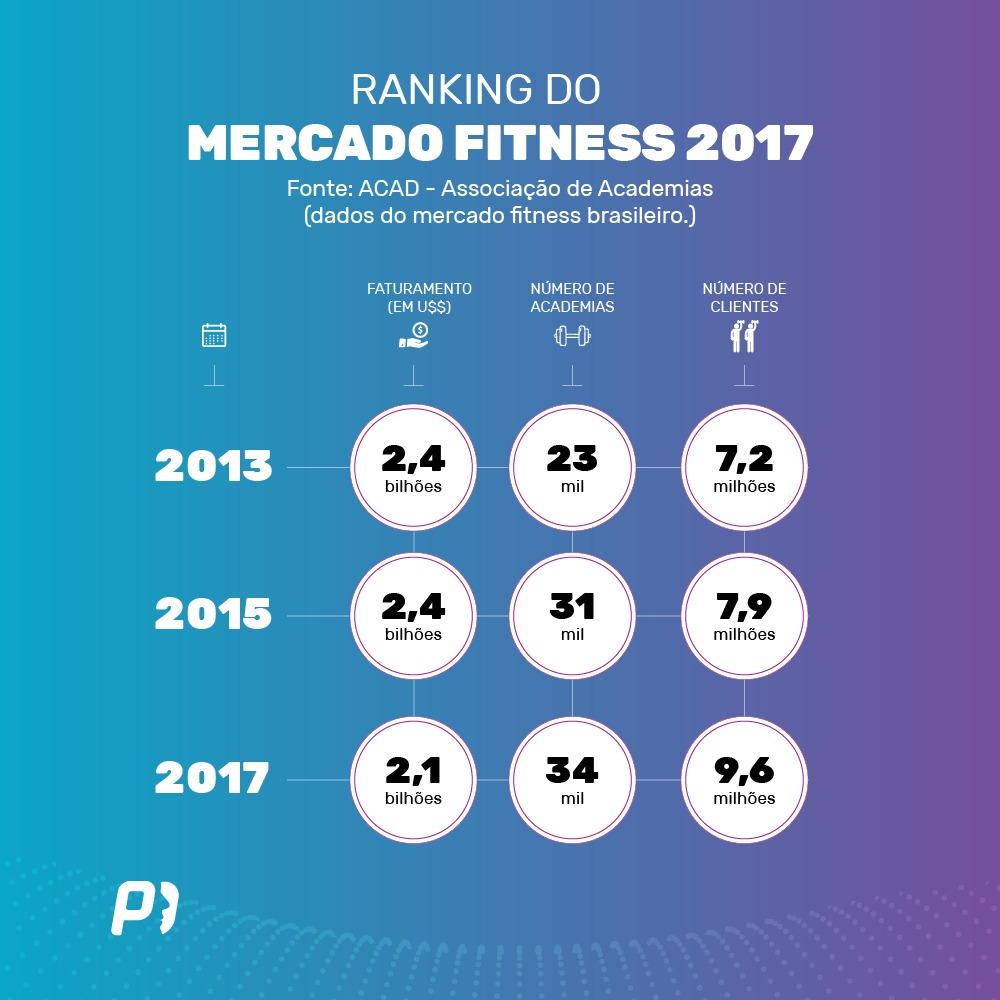 RANKING DO
MERCADO FITNESS 2017
Fonte: ACAD - Associação de Academias
(dados do mercado fitness brasileiro.)
FATURAMENTO
(EM U$$)
NÚMERO DE
ACADEMIAS
NÚMERO DE
CLIENTES
2013
2,4
bilhões
23
mil
7,2
milhões
2015
2,4
bilhões
31
mil
7,9
milhões
2017
2,1
bilhões
34
mil
9,6
milhões
P